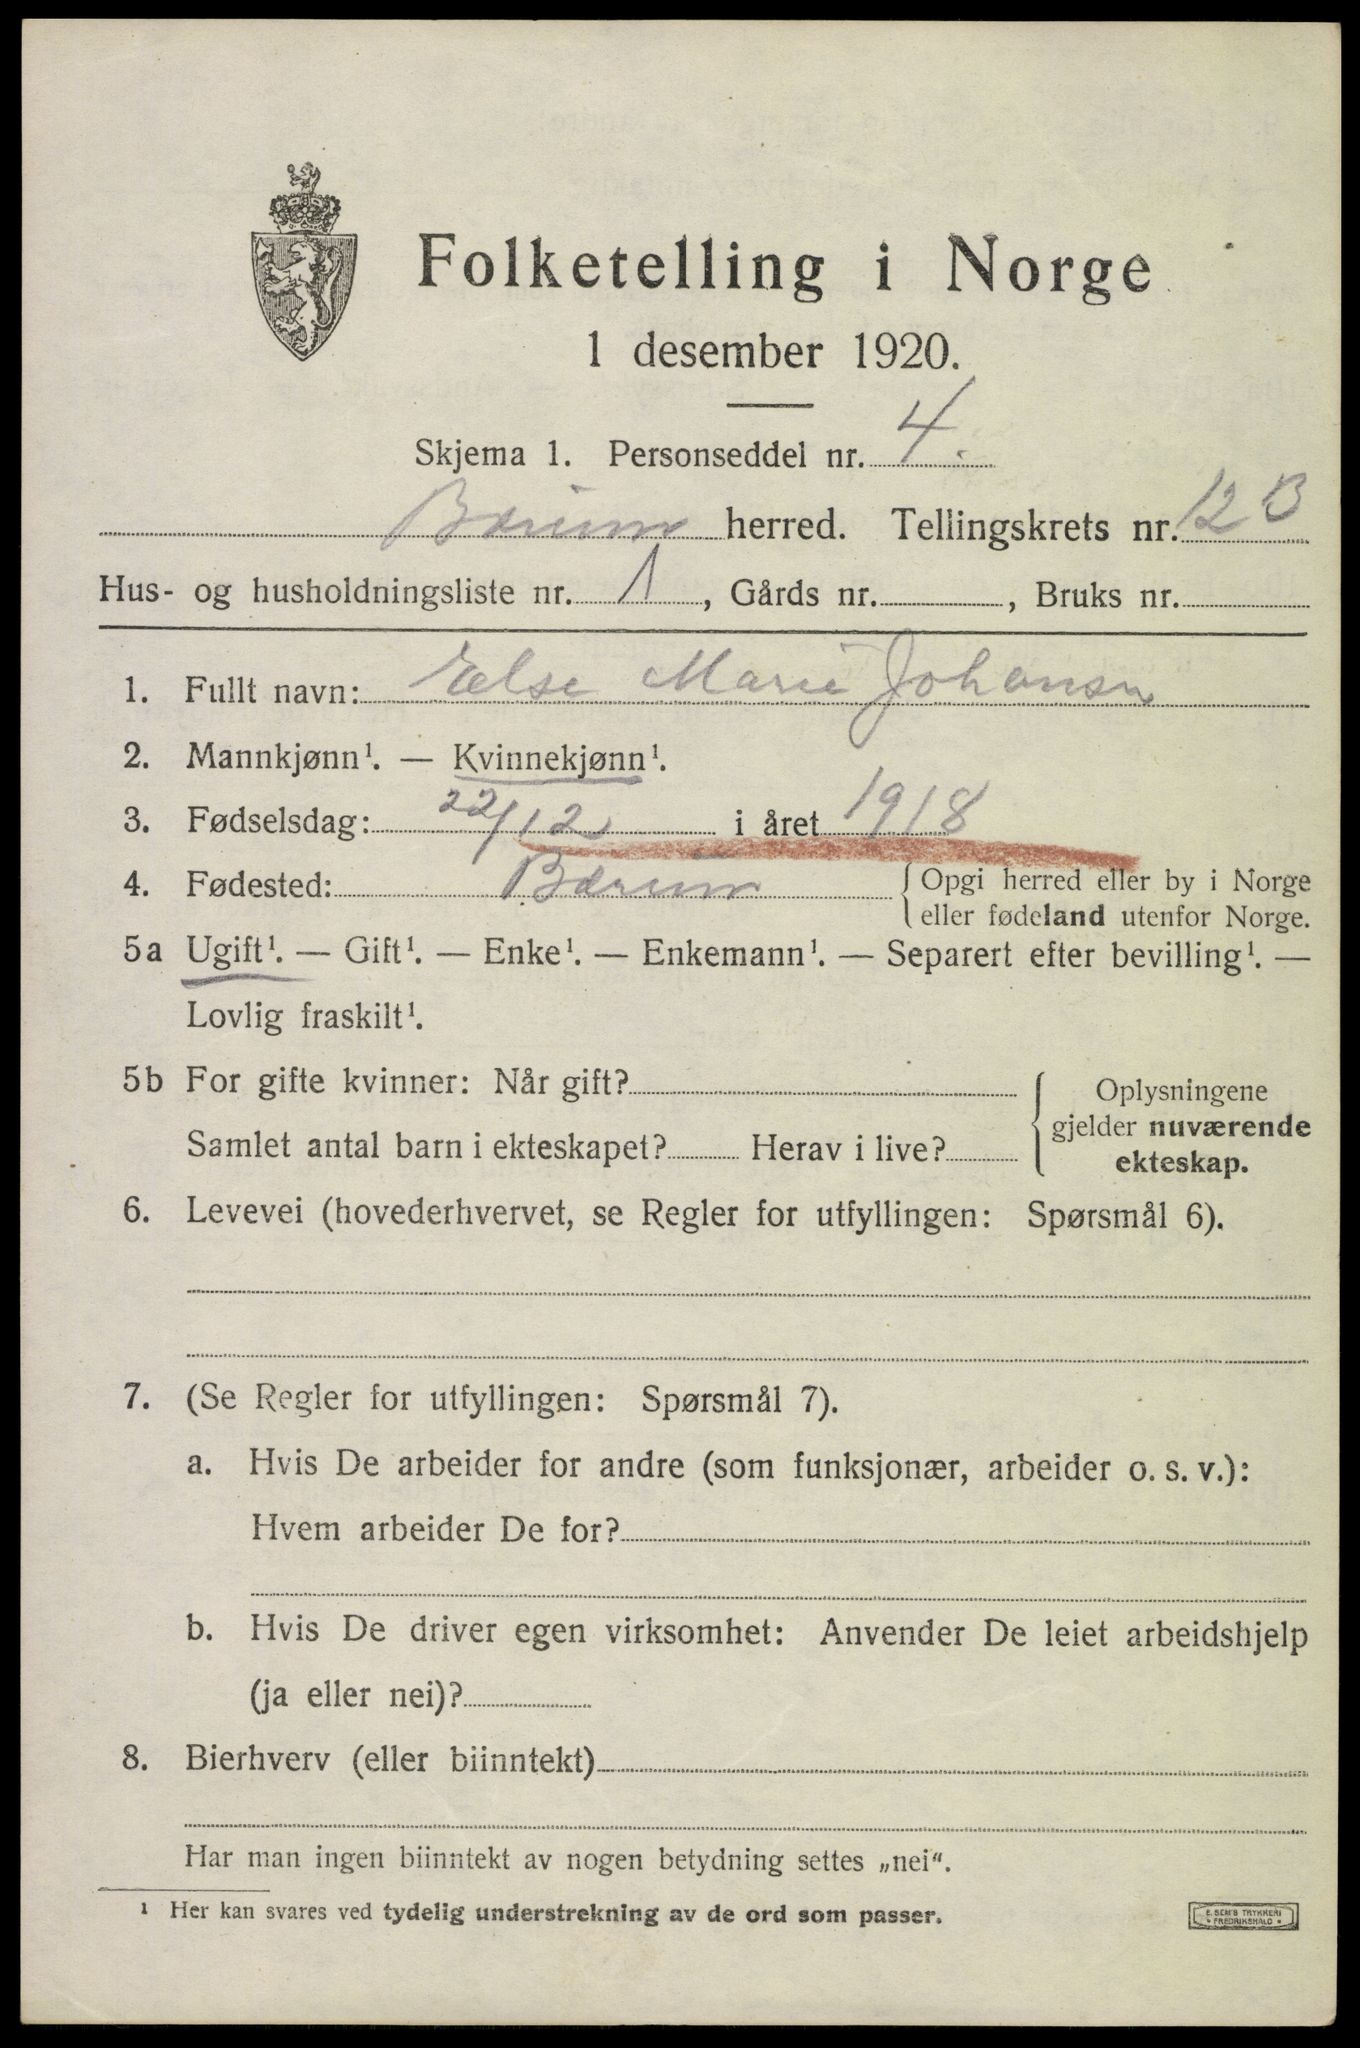 Folketelling i Norge
1 desember 1920.
Skjema 1. Personseddel nr. 4.
Bærum herred. Tellingskrets nr. 12 B
Hus- og husholdningsliste nr. 1, Gårds nr. , Bruks nr.
1. Fullt navn: Else Marie Johansen
2. Mannkjønn¹. — Kvinnekjønn¹.
3. Fødselsdag: 22/12 i året 1918
4. Fødested: Bærum { Opgi herred eller by i Norge
eller fødeland utenfor Norge.
5a Ugift¹. — Gift¹. — Enke¹. — Enkemann¹. — Separert efter bevilling¹. —
Lovlig fraskilt¹.
5b For gifte kvinner: Når gift? { Oplysningene
gjelder nuværende
Samlet antal barn i ekteskapet? Herav i live? ekteskap.
6. Levevei (hovederhvervet, se Regler for utfyllingen: Spørsmål 6).
7. (Se Regler for utfyllingen: Spørsmål 7).
a. Hvis De arbeider for andre (som funksjonær, arbeider o. s. v.):
Hvem arbeider De for?
b. Hvis De driver egen virksomhet: Anvender De leiet arbeidshjelp
(ja eller nei)?
8. Bierhverv (eller biinntekt)
Har man ingen biinntekt av nogen betydning settes „nei“.
¹ Her kan svares ved tydelig understrekning av de ord som passer.
E. SEM'S TRYKKERI
• FREDRIKSHALD •